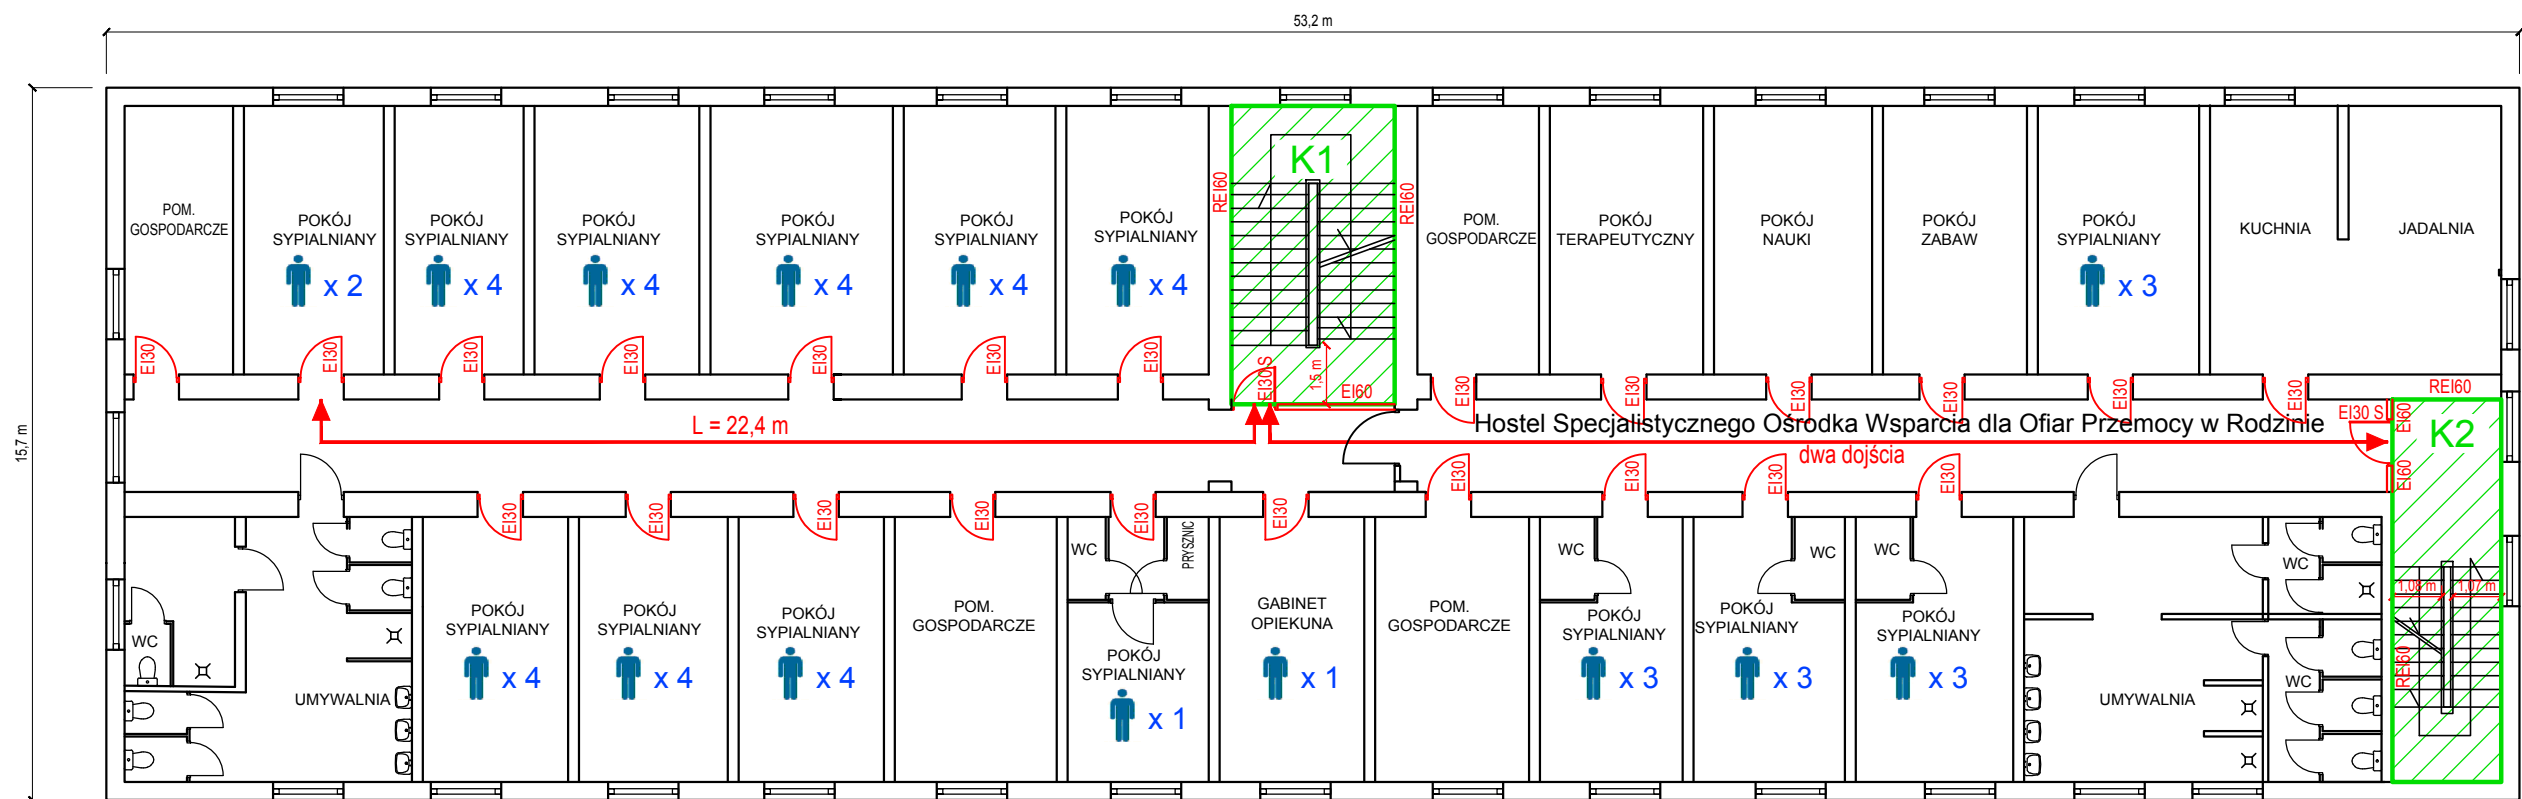 53,2 m
15,7 m
POM.
GOSPODARCZE
POKÓJ
SYPIALNIANY
x 2
POKÓJ
SYPIALNIANY
x 4
POKÓJ
SYPIALNIANY
x 4
POKÓJ
SYPIALNIANY
x 4
POKÓJ
SYPIALNIANY
x 4
POKÓJ
SYPIALNIANY
x 4
REI60
K1
REI60
POM.
GOSPODARCZE
POKÓJ
TERAPEUTYCZNY
POKÓJ
NAUKI
POKÓJ
ZABAW
POKÓJ
SYPIALNIANY
x 3
KUCHNIA
JADALNIA
EI30
EI30
EI30
EI30
EI30
EI30
EI30
EI30 S
1,5 m
EI60
EI30
EI30
EI30
EI30
EI30
EI30
REI60
L = 22,4 m
Hostel Specjalistycznego Ośrodka Wsparcia dla Ofiar Przemocy w Rodzinie
dwa dojścia
EI30 S
EI60
EI60
K2
EI30
EI30
EI30
EI30
EI30
EI30
EI30
EI30
EI30
EI30
WC
UMYWALNIA
POKÓJ
SYPIALNIANY
x 4
POKÓJ
SYPIALNIANY
x 4
POKÓJ
SYPIALNIANY
x 4
POM.
GOSPODARCZE
WC
PRYSZNIC
POKÓJ
SYPIALNIANY
x 1
GABINET
OPIEKUNA
x 1
POM.
GOSPODARCZE
WC
POKÓJ
SYPIALNIANY
x 3
WC
POKÓJ
SYPIALNIANY
x 3
WC
POKÓJ
SYPIALNIANY
x 3
UMYWALNIA
WC
WC
REI60
1,08 m
1,07 m